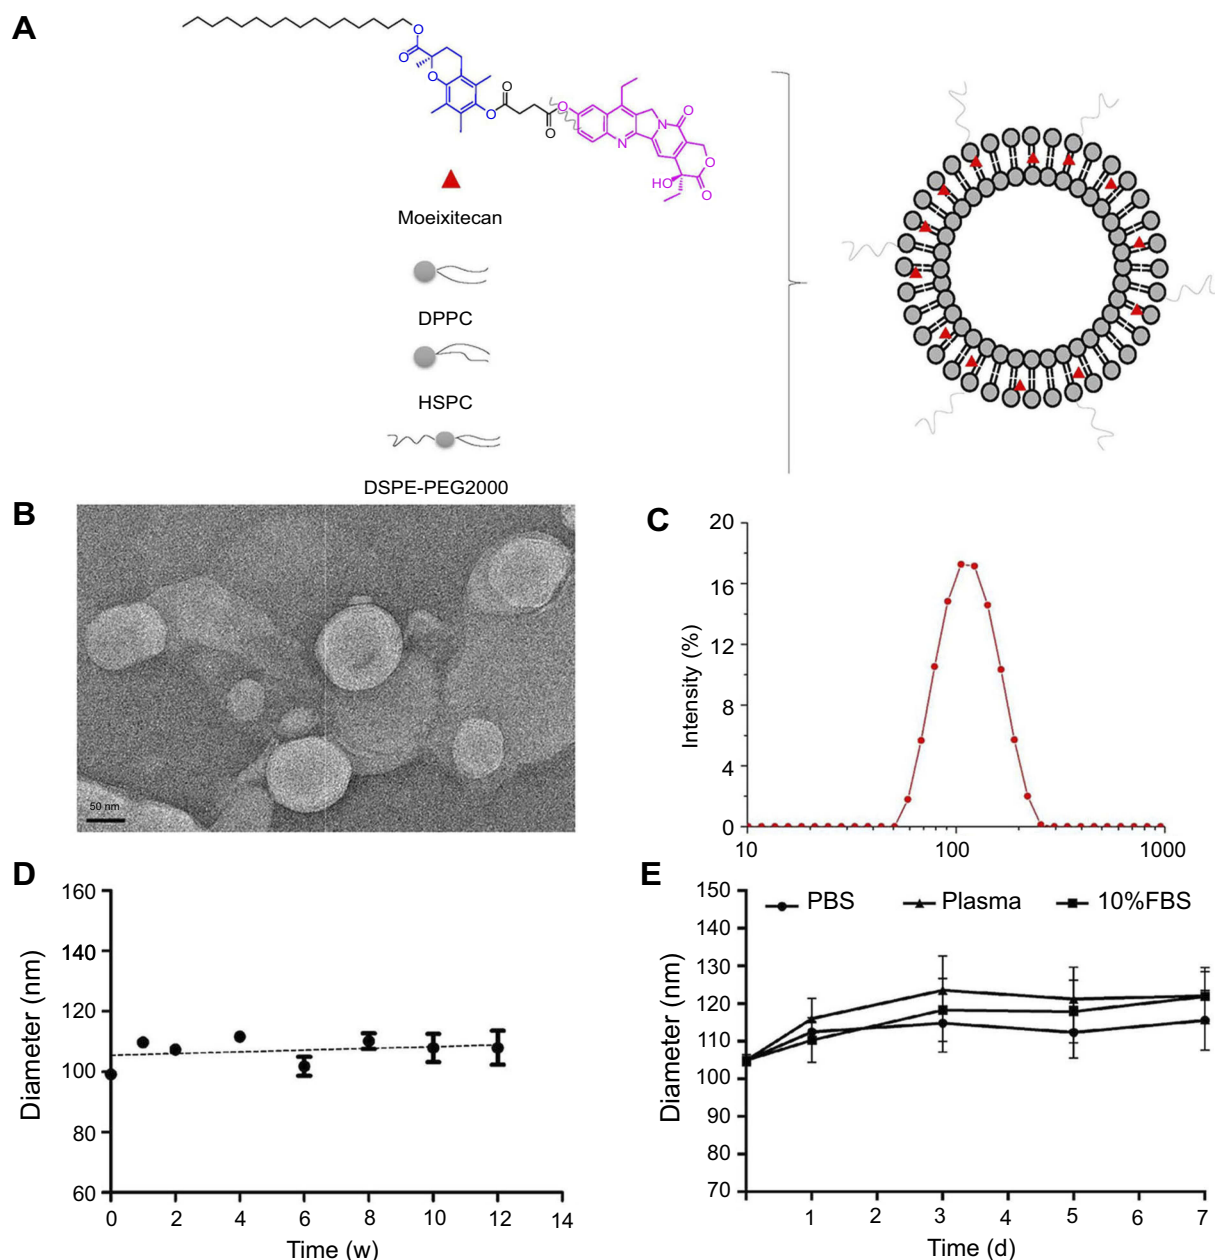 A
O
O
O
O
O
O
O
N
N
O
O
O
HO
Moeixitecan
DPPC
HSPC
DSPE-PEG2000
B
50 nm
C
20
16
12
8
4
0
Intensity (%)
10
100
1000
D
160
140
120
100
80
60
Diameter (nm)
0
2
4
6
8
10
12
14
Time (w)
E
PBS
Plasma
10%FBS
150
140
130
120
110
100
90
80
70
Diameter (nm)
1
2
3
4
5
6
7
Time (d)